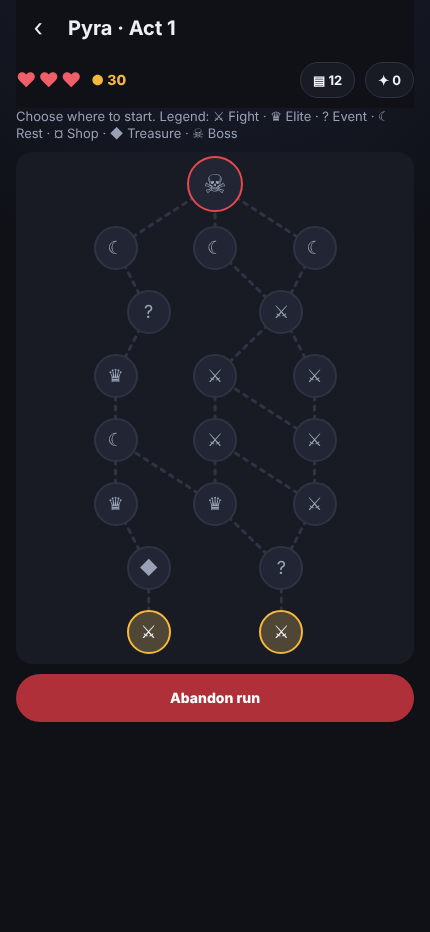 ‹ Pyra · Act 1
♥ ♥ ♥ ● 30 ▤ 12 ✦ 0
Choose where to start. Legend: ⚔ Fight · ♛ Elite · ? Event · ☾
Rest · ¤ Shop · ◆ Treasure · ☠ Boss
☠
☾ ☾ ☾
? ⚔
♛ ⚔ ⚔
☾ ⚔ ⚔
♛ ♛ ⚔
◆ ?
⚔ ⚔
Abandon run